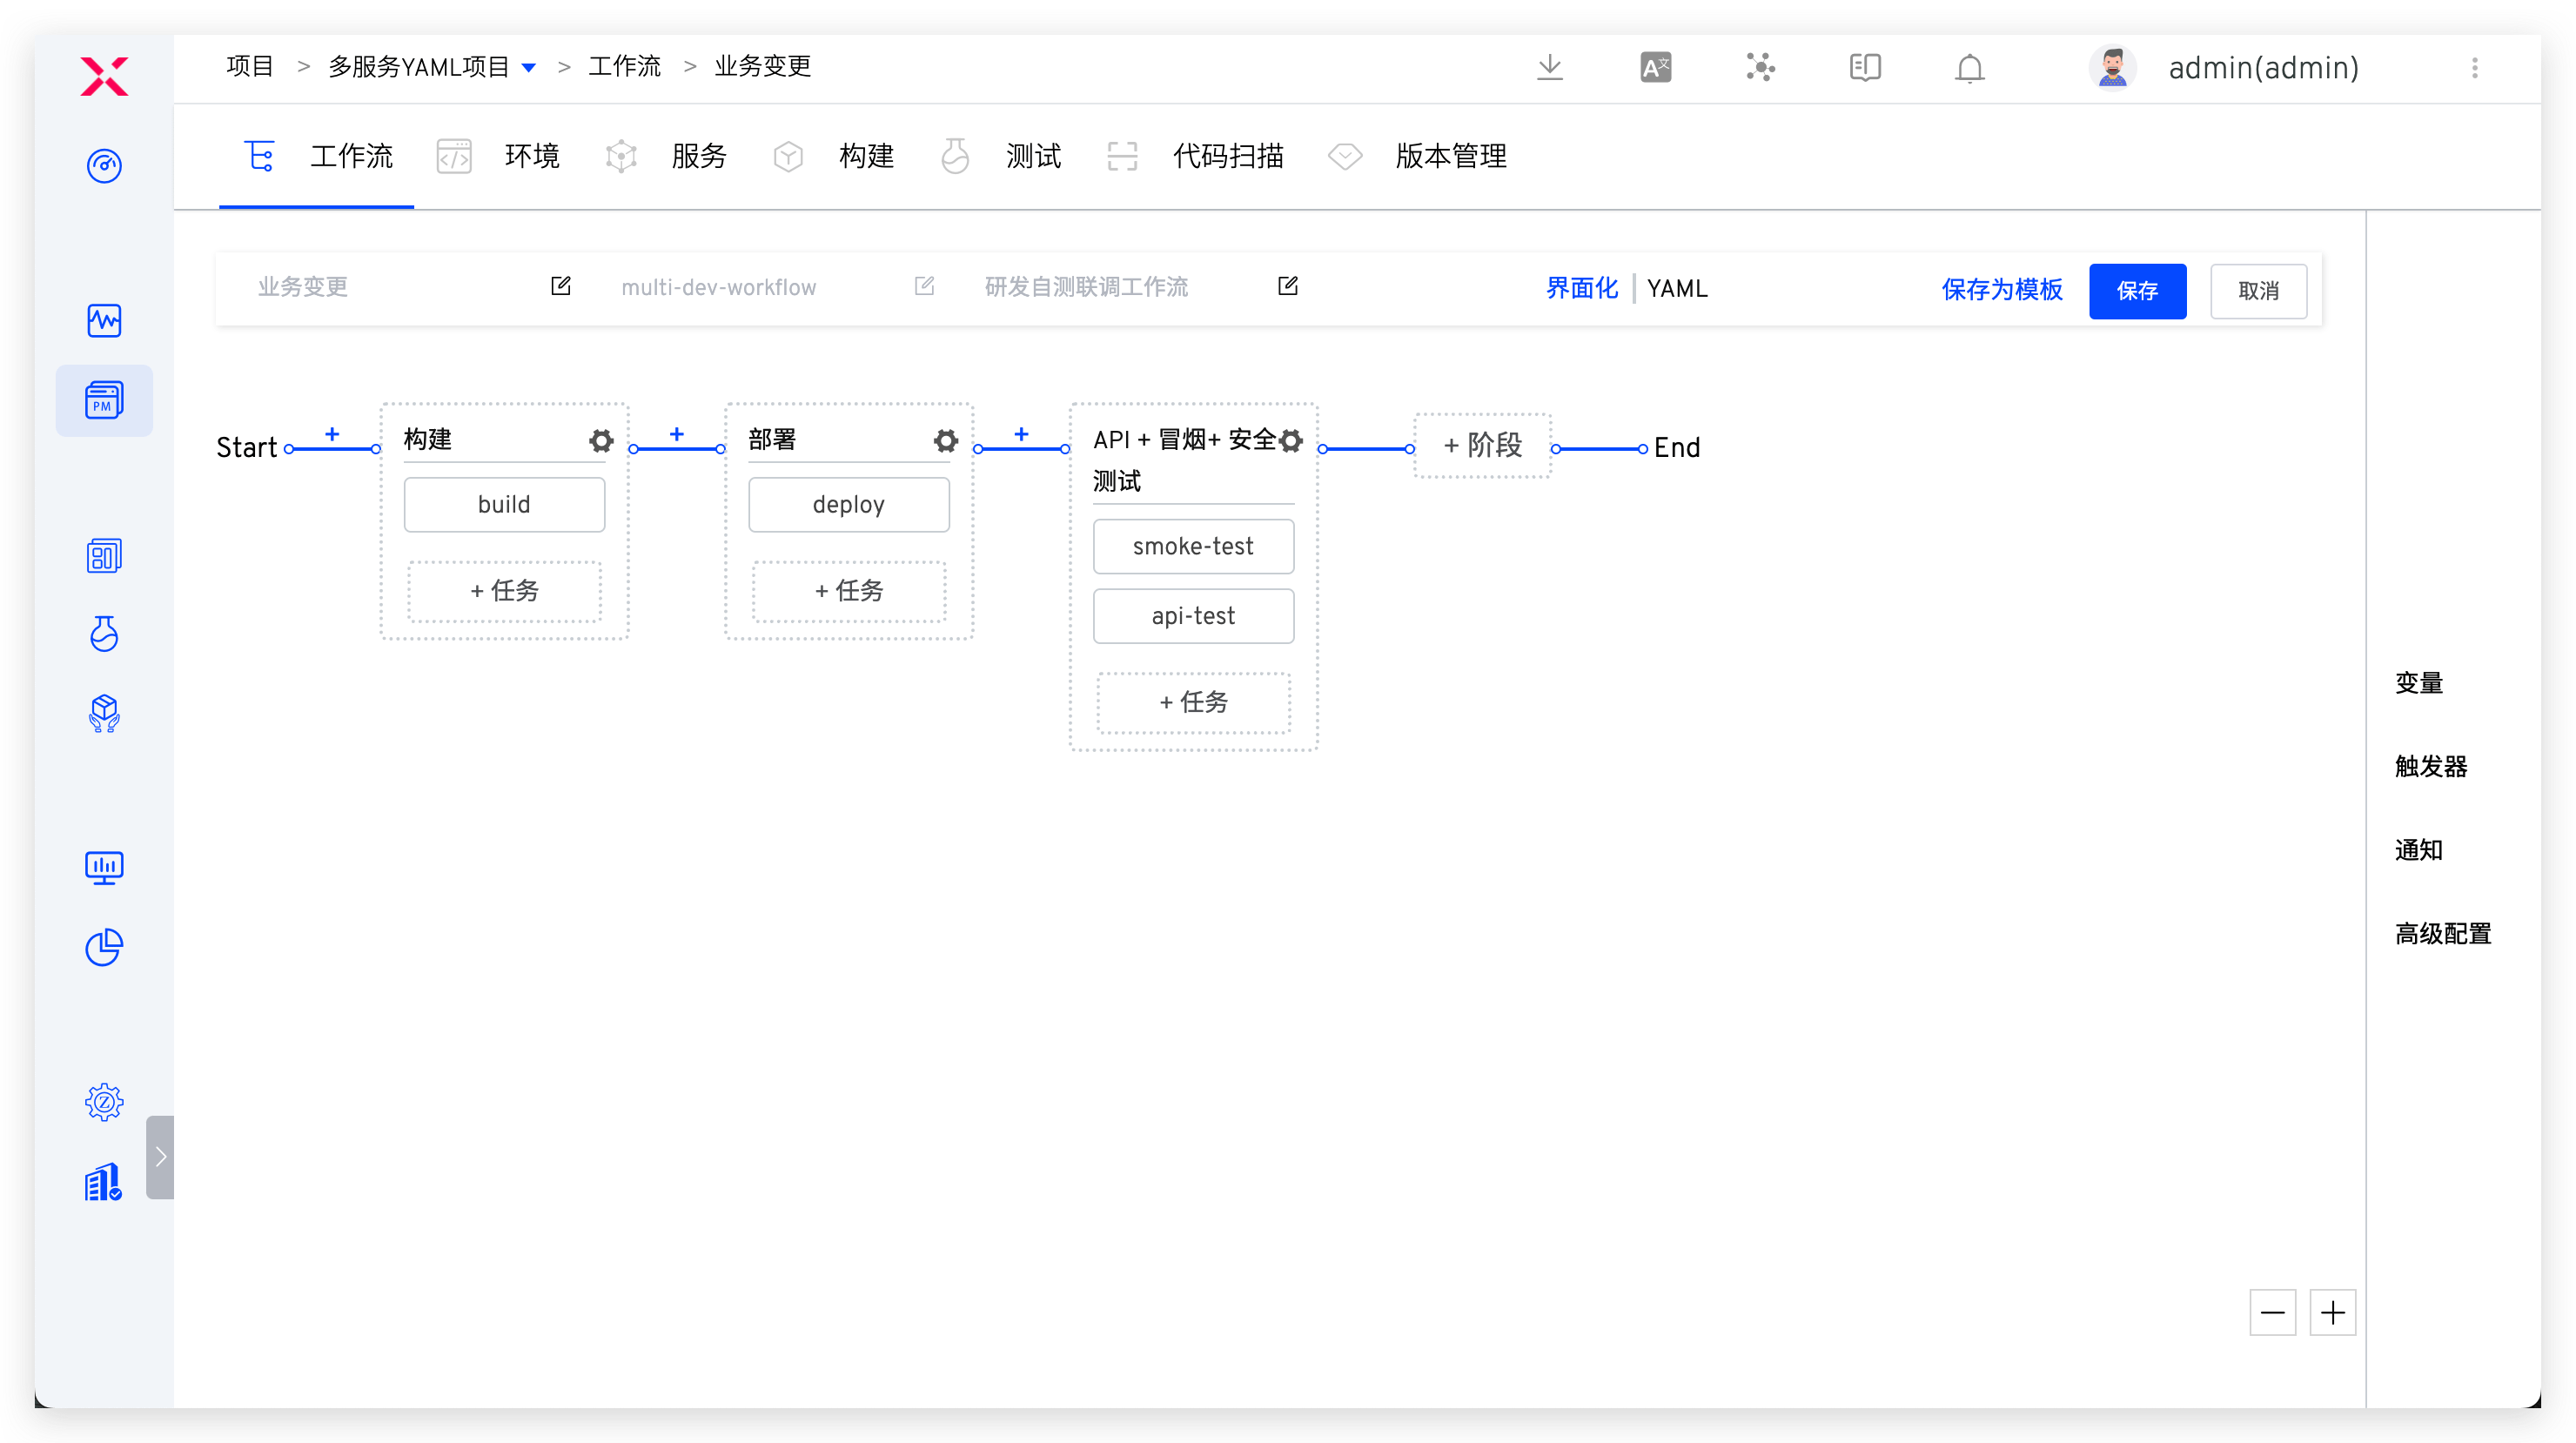 项目 > 多服务YAML项目 > 工作流 > 业务变更
admin(admin)
工作流 环境 服务 构建 测试 代码扫描 版本管理
业务变更 multi-dev-workflow 研发自测联调工作流 界面化 | YAML 保存为模板 保存 取消
PM
Start
+
构建
build
+ 任务
+
部署
deploy
+ 任务
+
API + 冒烟+ 安全
测试
smoke-test
api-test
+ 任务
+ 阶段
End
变量
触发器
通知
高级配置